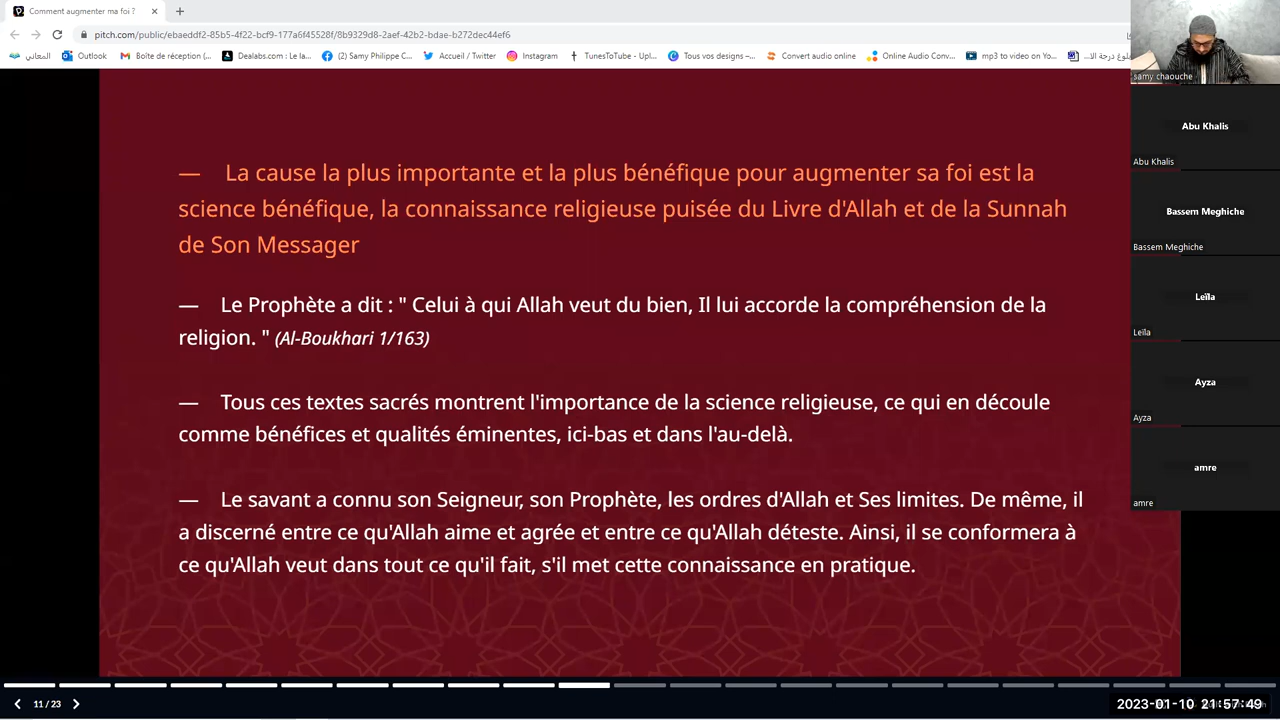 Comment augmenter ma foi ?
pitch.com/public/ebaeddf2-85b5-4f22-bcf9-177a6f45528f/8b9329d8-2aef-42b2-bdae-b272dec44ef6
المعاني
Outlook
Boîte de réception (...
Dealabs.com : Le la...
(2) Samy Philippe C...
Accueil / Twitter
Instagram
TunesToTube - Upl...
Tous vos designs –...
Convert audio online
Online Audio Conv...
mp3 to video on Yo...
samy chaouche
Abu Khalis
Abu Khalis
Bassem Meghiche
Bassem Meghiche
Leïla
Leïla
Ayza
Ayza
amre
amre
— La cause la plus importante et la plus bénéfique pour augmenter sa foi est la
science bénéfique, la connaissance religieuse puisée du Livre d'Allah et de la Sunnah
de Son Messager
— Le Prophète a dit : " Celui à qui Allah veut du bien, Il lui accorde la compréhension de la
religion. " (Al-Boukhari 1/163)
— Tous ces textes sacrés montrent l'importance de la science religieuse, ce qui en découle
comme bénéfices et qualités éminentes, ici-bas et dans l'au-delà.
— Le savant a connu son Seigneur, son Prophète, les ordres d'Allah et Ses limites. De même, il
a discerné entre ce qu'Allah aime et agrée et entre ce qu'Allah déteste. Ainsi, il se conformera à
ce qu'Allah veut dans tout ce qu'il fait, s'il met cette connaissance en pratique.
11 / 23
2023-01-10 21:57:49